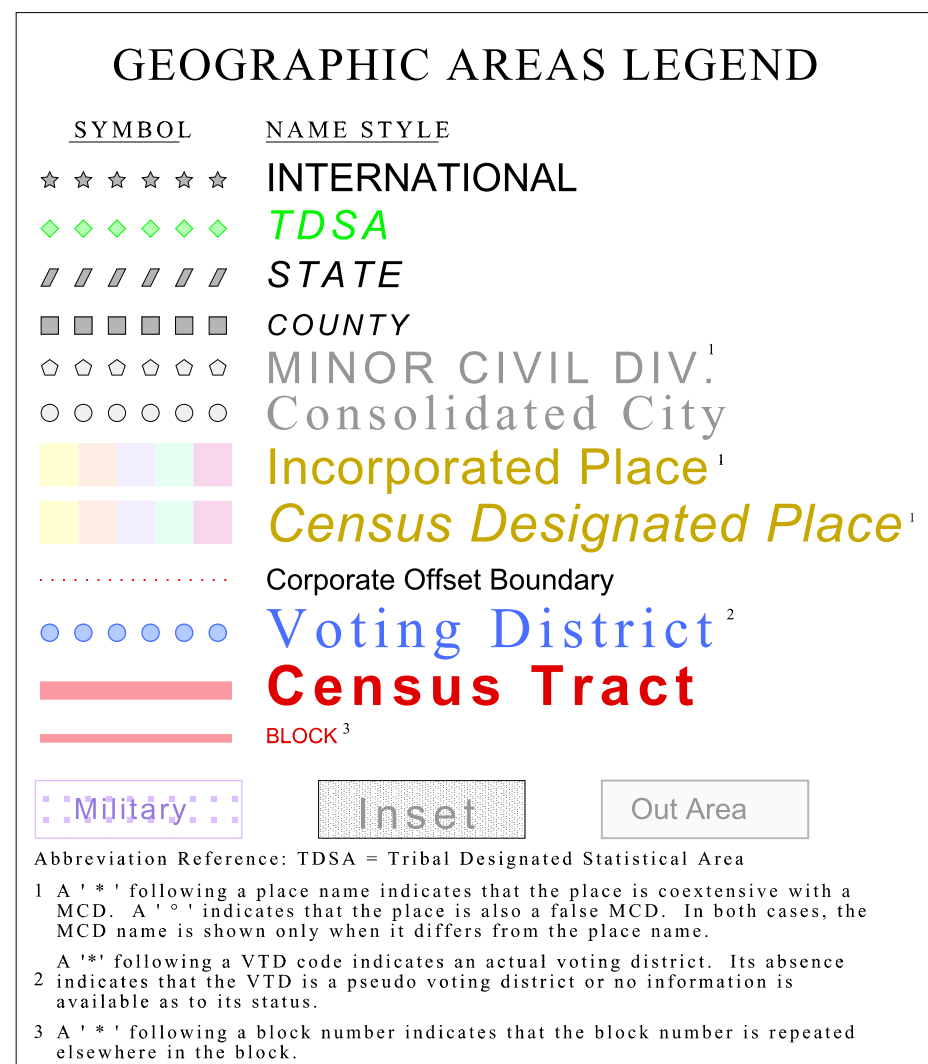 GEOGRAPHIC AREAS LEGEND
SYMBOL NAME STYLE
INTERNATIONAL
TDSA
STATE
COUNTY
MINOR CIVIL DIV. 1
Consolidated City
Incorporated Place 1
Census Designated Place 1
Corporate Offset Boundary
Voting District 2
Census Tract
BLOCK 3
Military Inset Out Area
Abbreviation Reference: TDSA = Tribal Designated Statistical Area
1 A ' * ' following a place name indicates that the place is coextensive with a
MCD. A ' ° ' indicates that the place is also a false MCD. In both cases, the
MCD name is shown only when it differs from the place name.
A '*' following a VTD code indicates an actual voting district. Its absence
2 indicates that the VTD is a pseudo voting district or no information is
available as to its status.
3 A ' * ' following a block number indicates that the block number is repeated
elsewhere in the block.